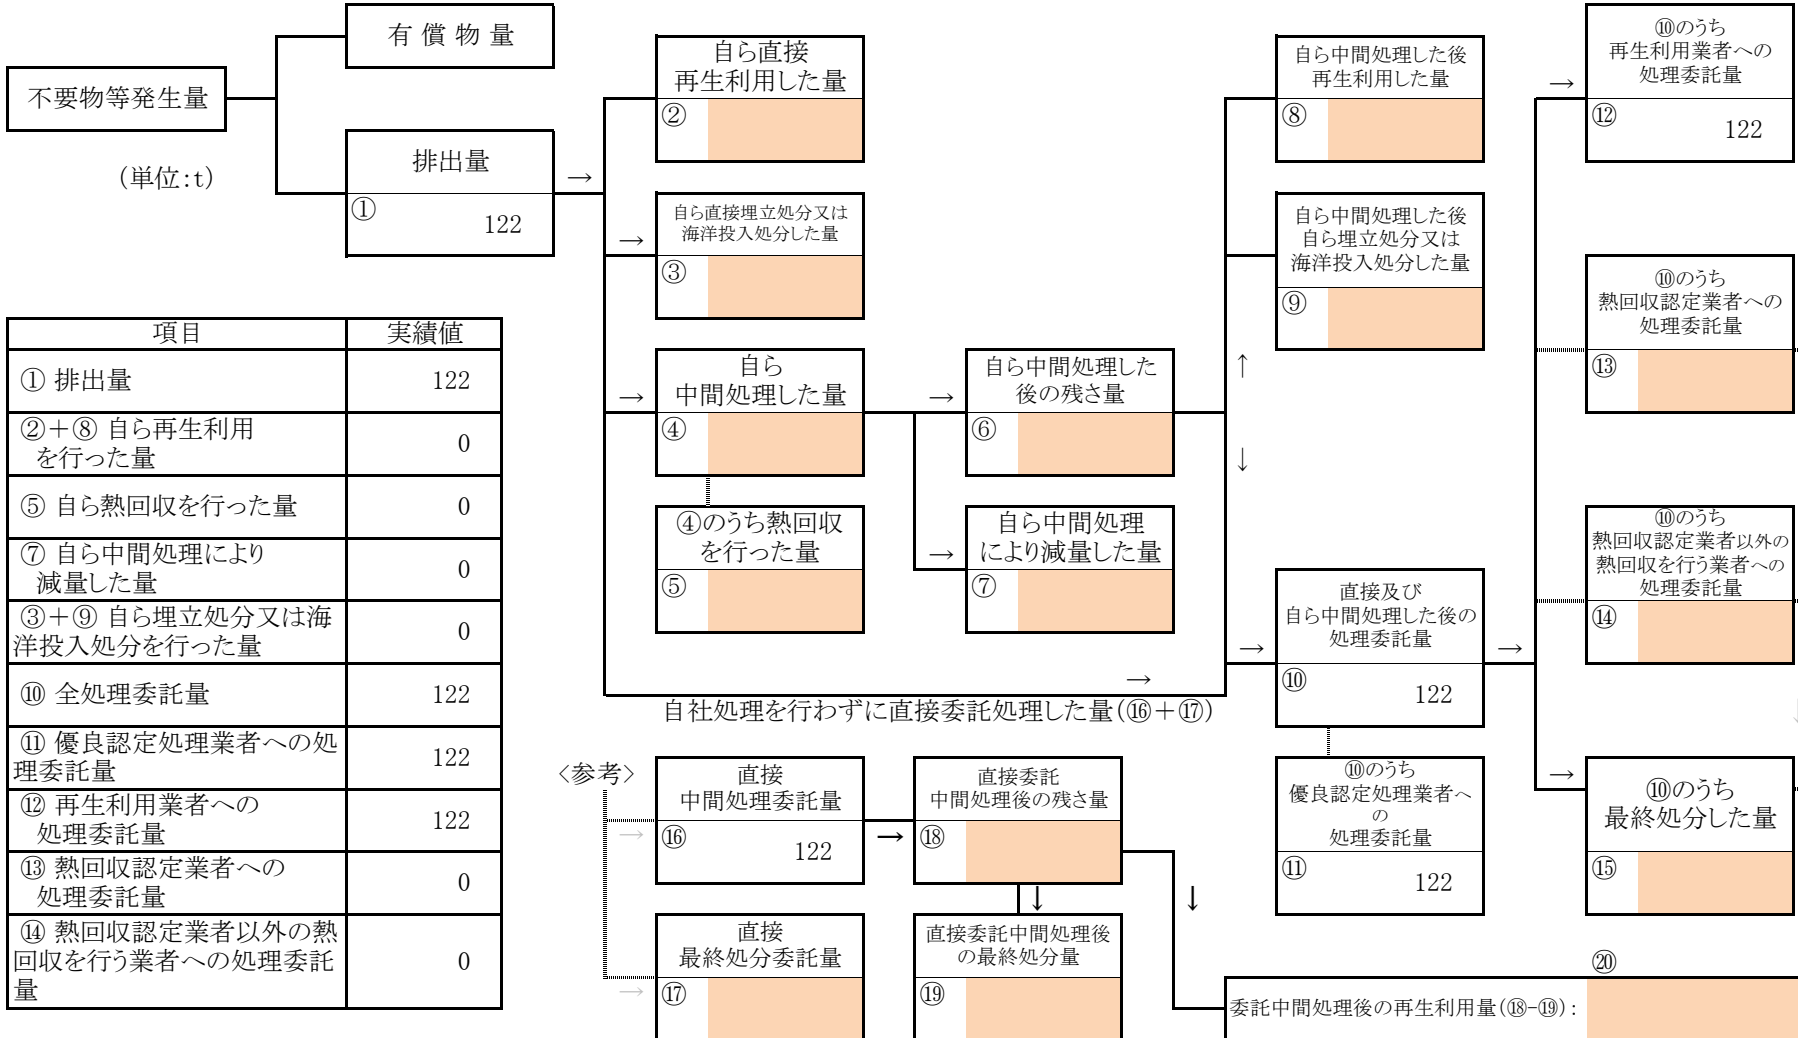 不要物等発生量
(単位:t)
有償物量
排出量
①
122
→
自ら直接
再生利用した量
②
→
自ら直接埋立処分又は
海洋投入処分した量
③
→
自ら
中間処理した量
④
④のうち熱回収
を行った量
⑤
→
自ら中間処理した
後の残さ量
⑥
→
自ら中間処理
により減量した量
⑦
自ら中間処理した後
再生利用した量
⑧
自ら中間処理した後
自ら埋立処分又は
海洋投入処分した量
⑨
↑
↓
→
自社処理を行わずに直接委託処理した量(⑯+⑰)
→
直接及び
自ら中間処理した後の
処理委託量
⑩
122
→
⑩のうち
優良認定処理業者へ
の
処理委託量
⑪
122
→
⑩のうち
再生利用業者への
処理委託量
⑫
122
⑩のうち
熱回収認定業者への
処理委託量
⑬
⑩のうち
熱回収認定業者以外の
熱回収を行う業者への
処理委託量
⑭
→
⑩のうち
最終処分した量
⑮
項目 実績値
① 排出量 122
②+⑧ 自ら再生利用
を行った量 0
⑤ 自ら熱回収を行った量 0
⑦ 自ら中間処理により
減量した量 0
③+⑨ 自ら埋立処分又は海
洋投入処分を行った量 0
⑩ 全処理委託量 122
⑪ 優良認定処理業者への処
理委託量 122
⑫ 再生利用業者への
処理委託量 122
⑬ 熱回収認定業者への
処理委託量 0
⑭ 熱回収認定業者以外の熱
回収を行う業者への処理委託
量 0
<参考>
→
直接
中間処理委託量
⑯
122
→
直接委託
中間処理後の残さ量
⑱
↓
↓
→
直接
最終処分委託量
⑰
直接委託中間処理後
の最終処分量
⑲
⑳
委託中間処理後の再生利用量(⑱-⑲):